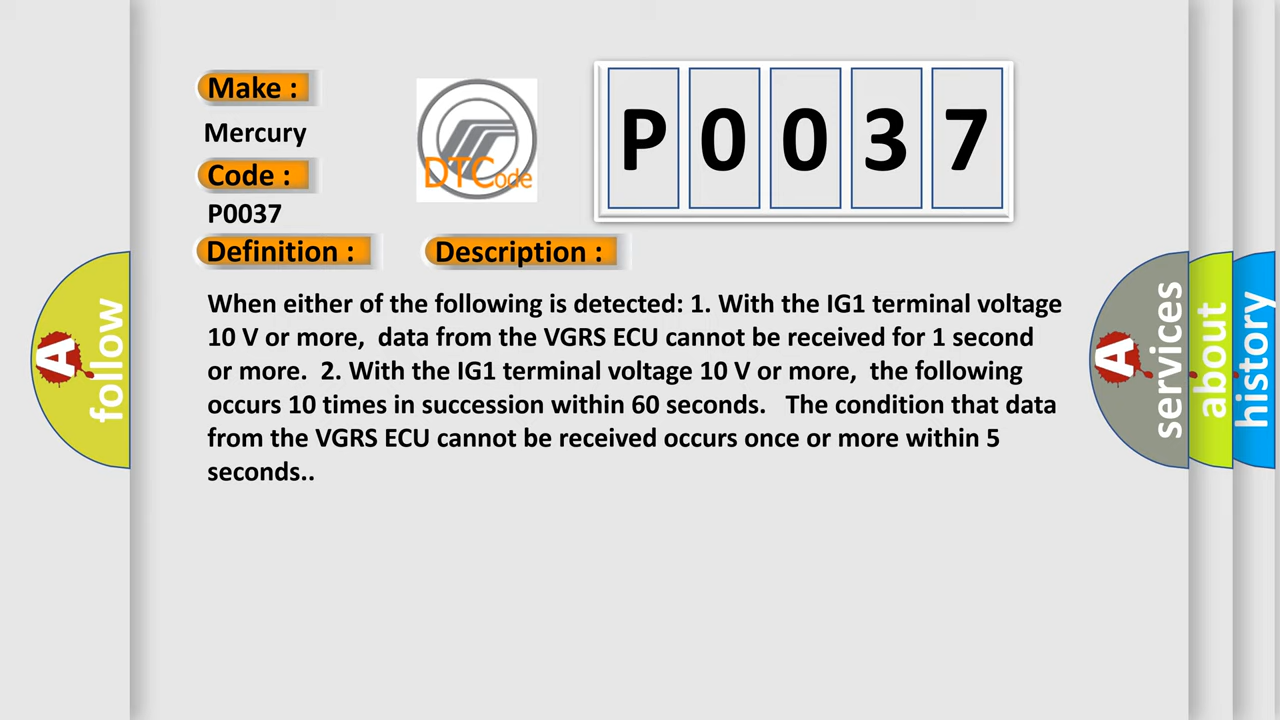 Make :
Mercury
Code :
P0037
Definition :
Description :
DTCode
P0037
When either of the following is detected: 1. With the IG1 terminal voltage
10 V or more,  data from the VGRS ECU cannot be received for 1 second
or more.  2. With the IG1 terminal voltage 10 V or more,  the following
occurs 10 times in succession within 60 seconds.   The condition that data
from the VGRS ECU cannot be received occurs once or more within 5
seconds..
A
follow
A
services
about
history